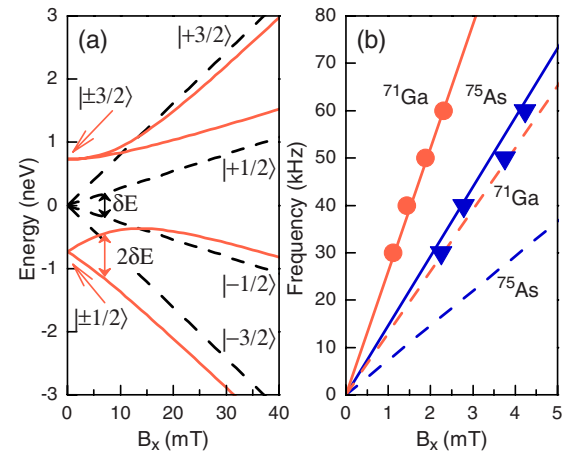 (a)
|+3/2⟩
|±3/2⟩
|+1/2⟩
δE
2δE
|−1/2⟩
|±1/2⟩
|−3/2⟩
3
2
1
0
-1
-2
-3
Energy (neV)
0 10 20 30 40
Bₓ (mT)
(b)
⁷¹Ga
⁷⁵As
⁷¹Ga
⁷⁵As
80
70
60
50
40
30
20
10
0
Frequency (kHz)
0 1 2 3 4 5
Bₓ (mT)